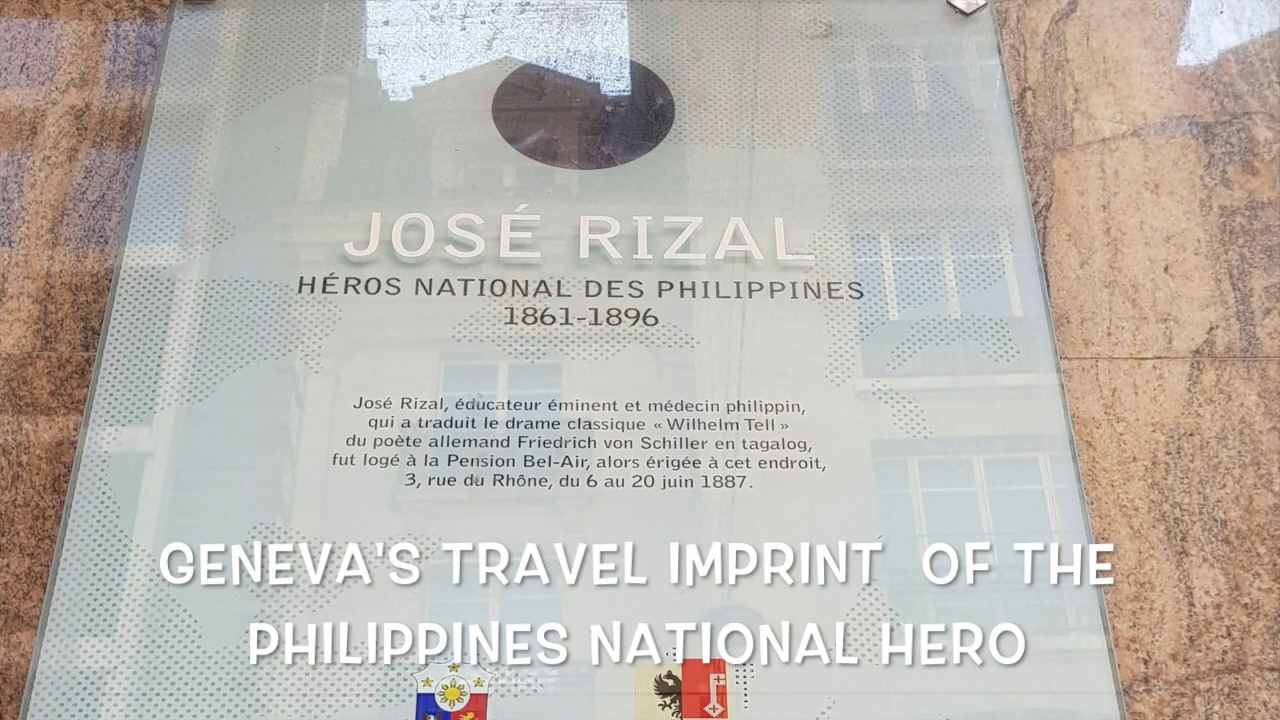 JOSÉ RIZAL
HÉROS NATIONAL DES PHILIPPINES
1861-1896
José Rizal, éducateur éminent et médecin philippin,
qui a traduit le drame classique « Wilhelm Tell »
du poète allemand Friedrich von Schiller en tagalog,
fut logé à la Pension Bel-Air, alors érigée à cet endroit,
3, rue du Rhône, du 6 au 20 juin 1887.
GENEVA'S TRAVEL IMPRINT OF THE
PHILIPPINES NATIONAL HERO